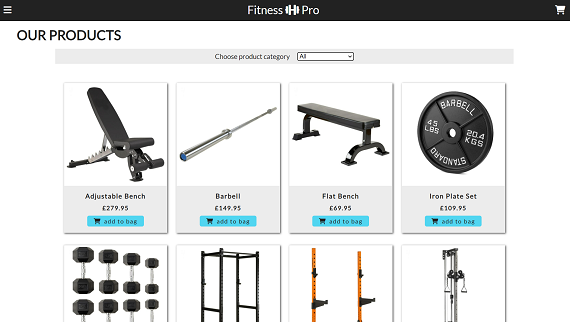 Fitness Pro
OUR PRODUCTS
Choose product category All
BARBELL
45 LBS
20.4 KGS
STANDARD
Adjustable Bench
£279.95
add to bag
Barbell
£149.95
add to bag
Flat Bench
£69.95
add to bag
Iron Plate Set
£109.95
add to bag